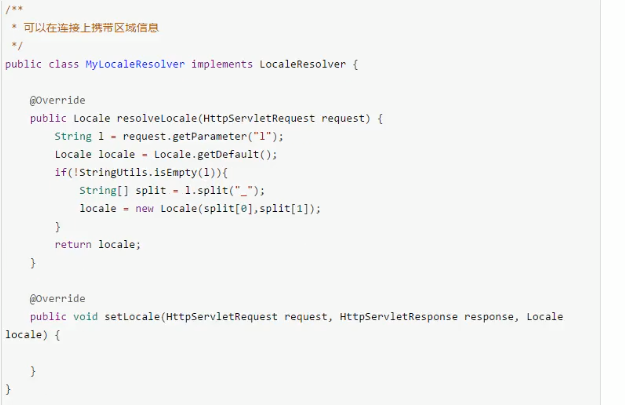 /**
 * 可以在连接上携带区域信息
 */
public class MyLocaleResolver implements LocaleResolver {
    @Override
    public Locale resolveLocale(HttpServletRequest request) {
        String l = request.getParameter("l");
        Locale locale = Locale.getDefault();
        if(!StringUtils.isEmpty(l)){
            String[] split = l.split("_");
            locale = new Locale(split[0],split[1]);
        }
        return locale;
    }
    @Override
    public void setLocale(HttpServletRequest request, HttpServletResponse response, Locale
locale) {
    }
}